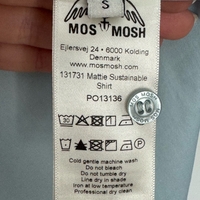 S
MOS MOSH
Ejlersvej 24 • 6000 Kolding
Denmark
www.mosmosh.com
131731 Mattie Sustainable
Shirt
PO13136
30
Cold gentle machine wash
Do not bleach
Do not tumble dry
Line dry in shade
Iron at low temperature
Professional dry clean